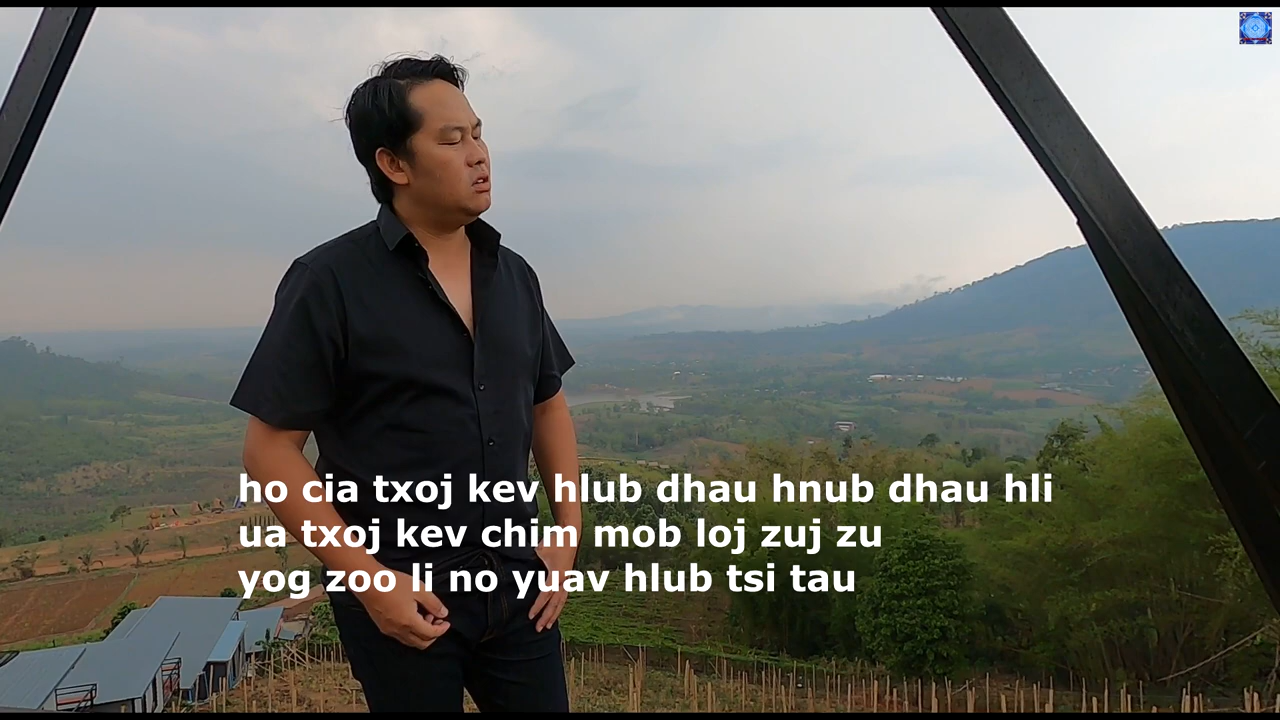 ho cia txoj kev hlub dhau hnub dhau hli
ua txoj kev chim mob loj zuj zu
yog zoo li no yuav hlub tsi tau